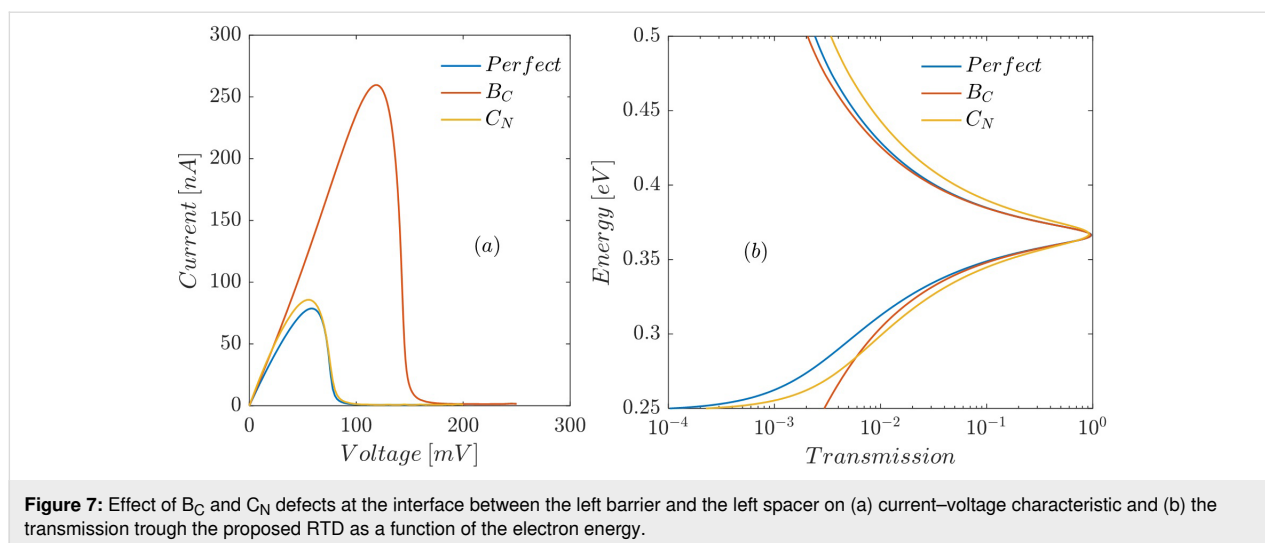 300
250
200
150
100
50
0
0
100
200
300
Current [nA]
Voltage [mV]
Perfect
B_C
C_N
(a)
0.5
0.45
0.4
0.35
0.3
0.25
10^-4
10^-3
10^-2
10^-1
10^0
Energy [eV]
Transmission
Perfect
B_C
C_N
(b)
Figure 7: Effect of B_C and C_N defects at the interface between the left barrier and the left spacer on (a) current–voltage characteristic and (b) the
transmission trough the proposed RTD as a function of the electron energy.